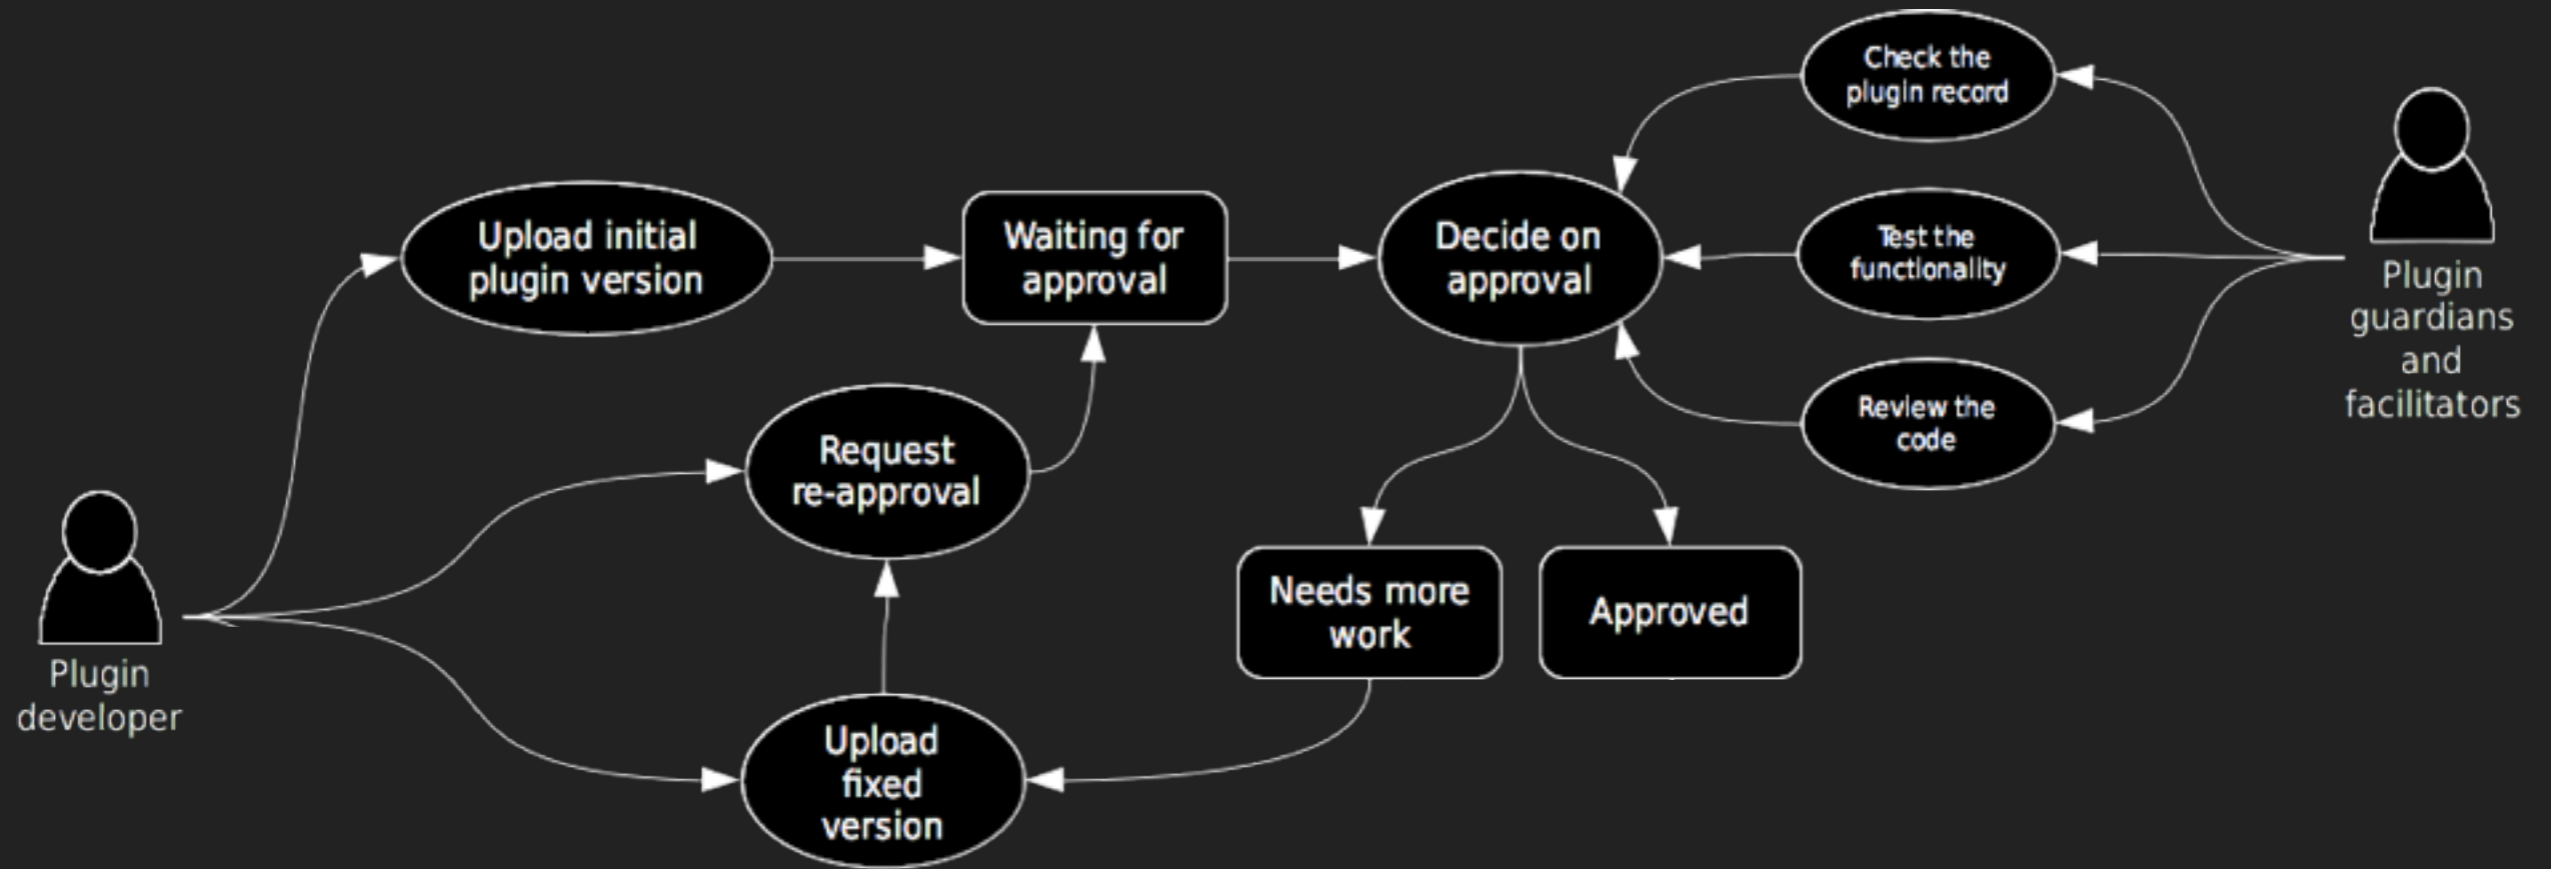 Check the
plugin record
Upload initial
plugin version
Waiting for
approval
Decide on
approval
Test the
functionality
Plugin
guardians
and
facilitators
Request
re-approval
Review the
code
Needs more
work
Approved
Plugin
developer
Upload
fixed
version